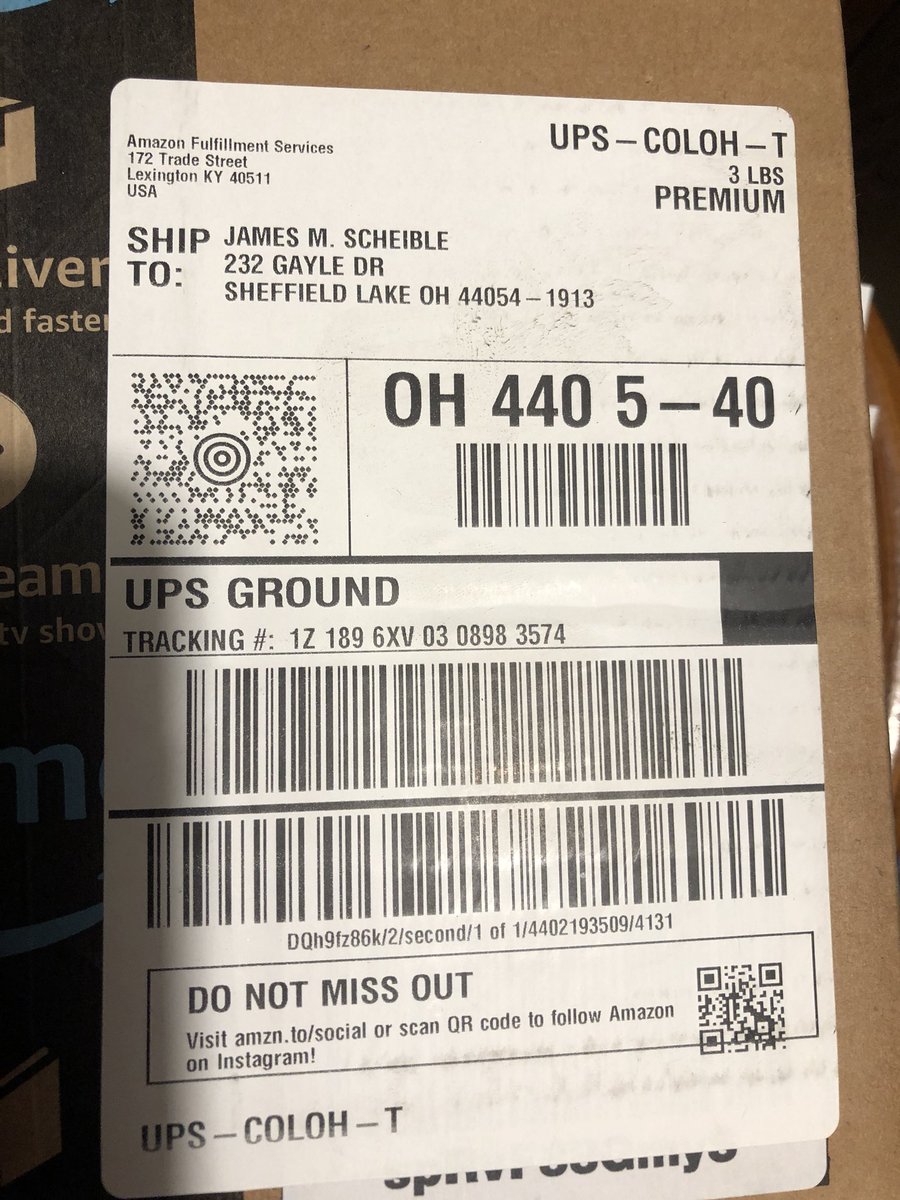 Amazon Fulfillment Services
172 Trade Street
Lexington KY 40511
USA
UPS – COLOH – T
3 LBS
PREMIUM
SHIP TO:
JAMES M. SCHEIBLE
232 GAYLE DR
SHEFFIELD LAKE OH 44054 – 1913
OH 440 5 – 40
UPS GROUND
TRACKING #: 1Z 189 6XV 03 0898 3574
DQh9fz86k/2/second/1 of 1/4402193509/4131
DO NOT MISS OUT
Visit amzn.to/social or scan QR code to follow Amazon
on Instagram!
UPS – COLOH – T